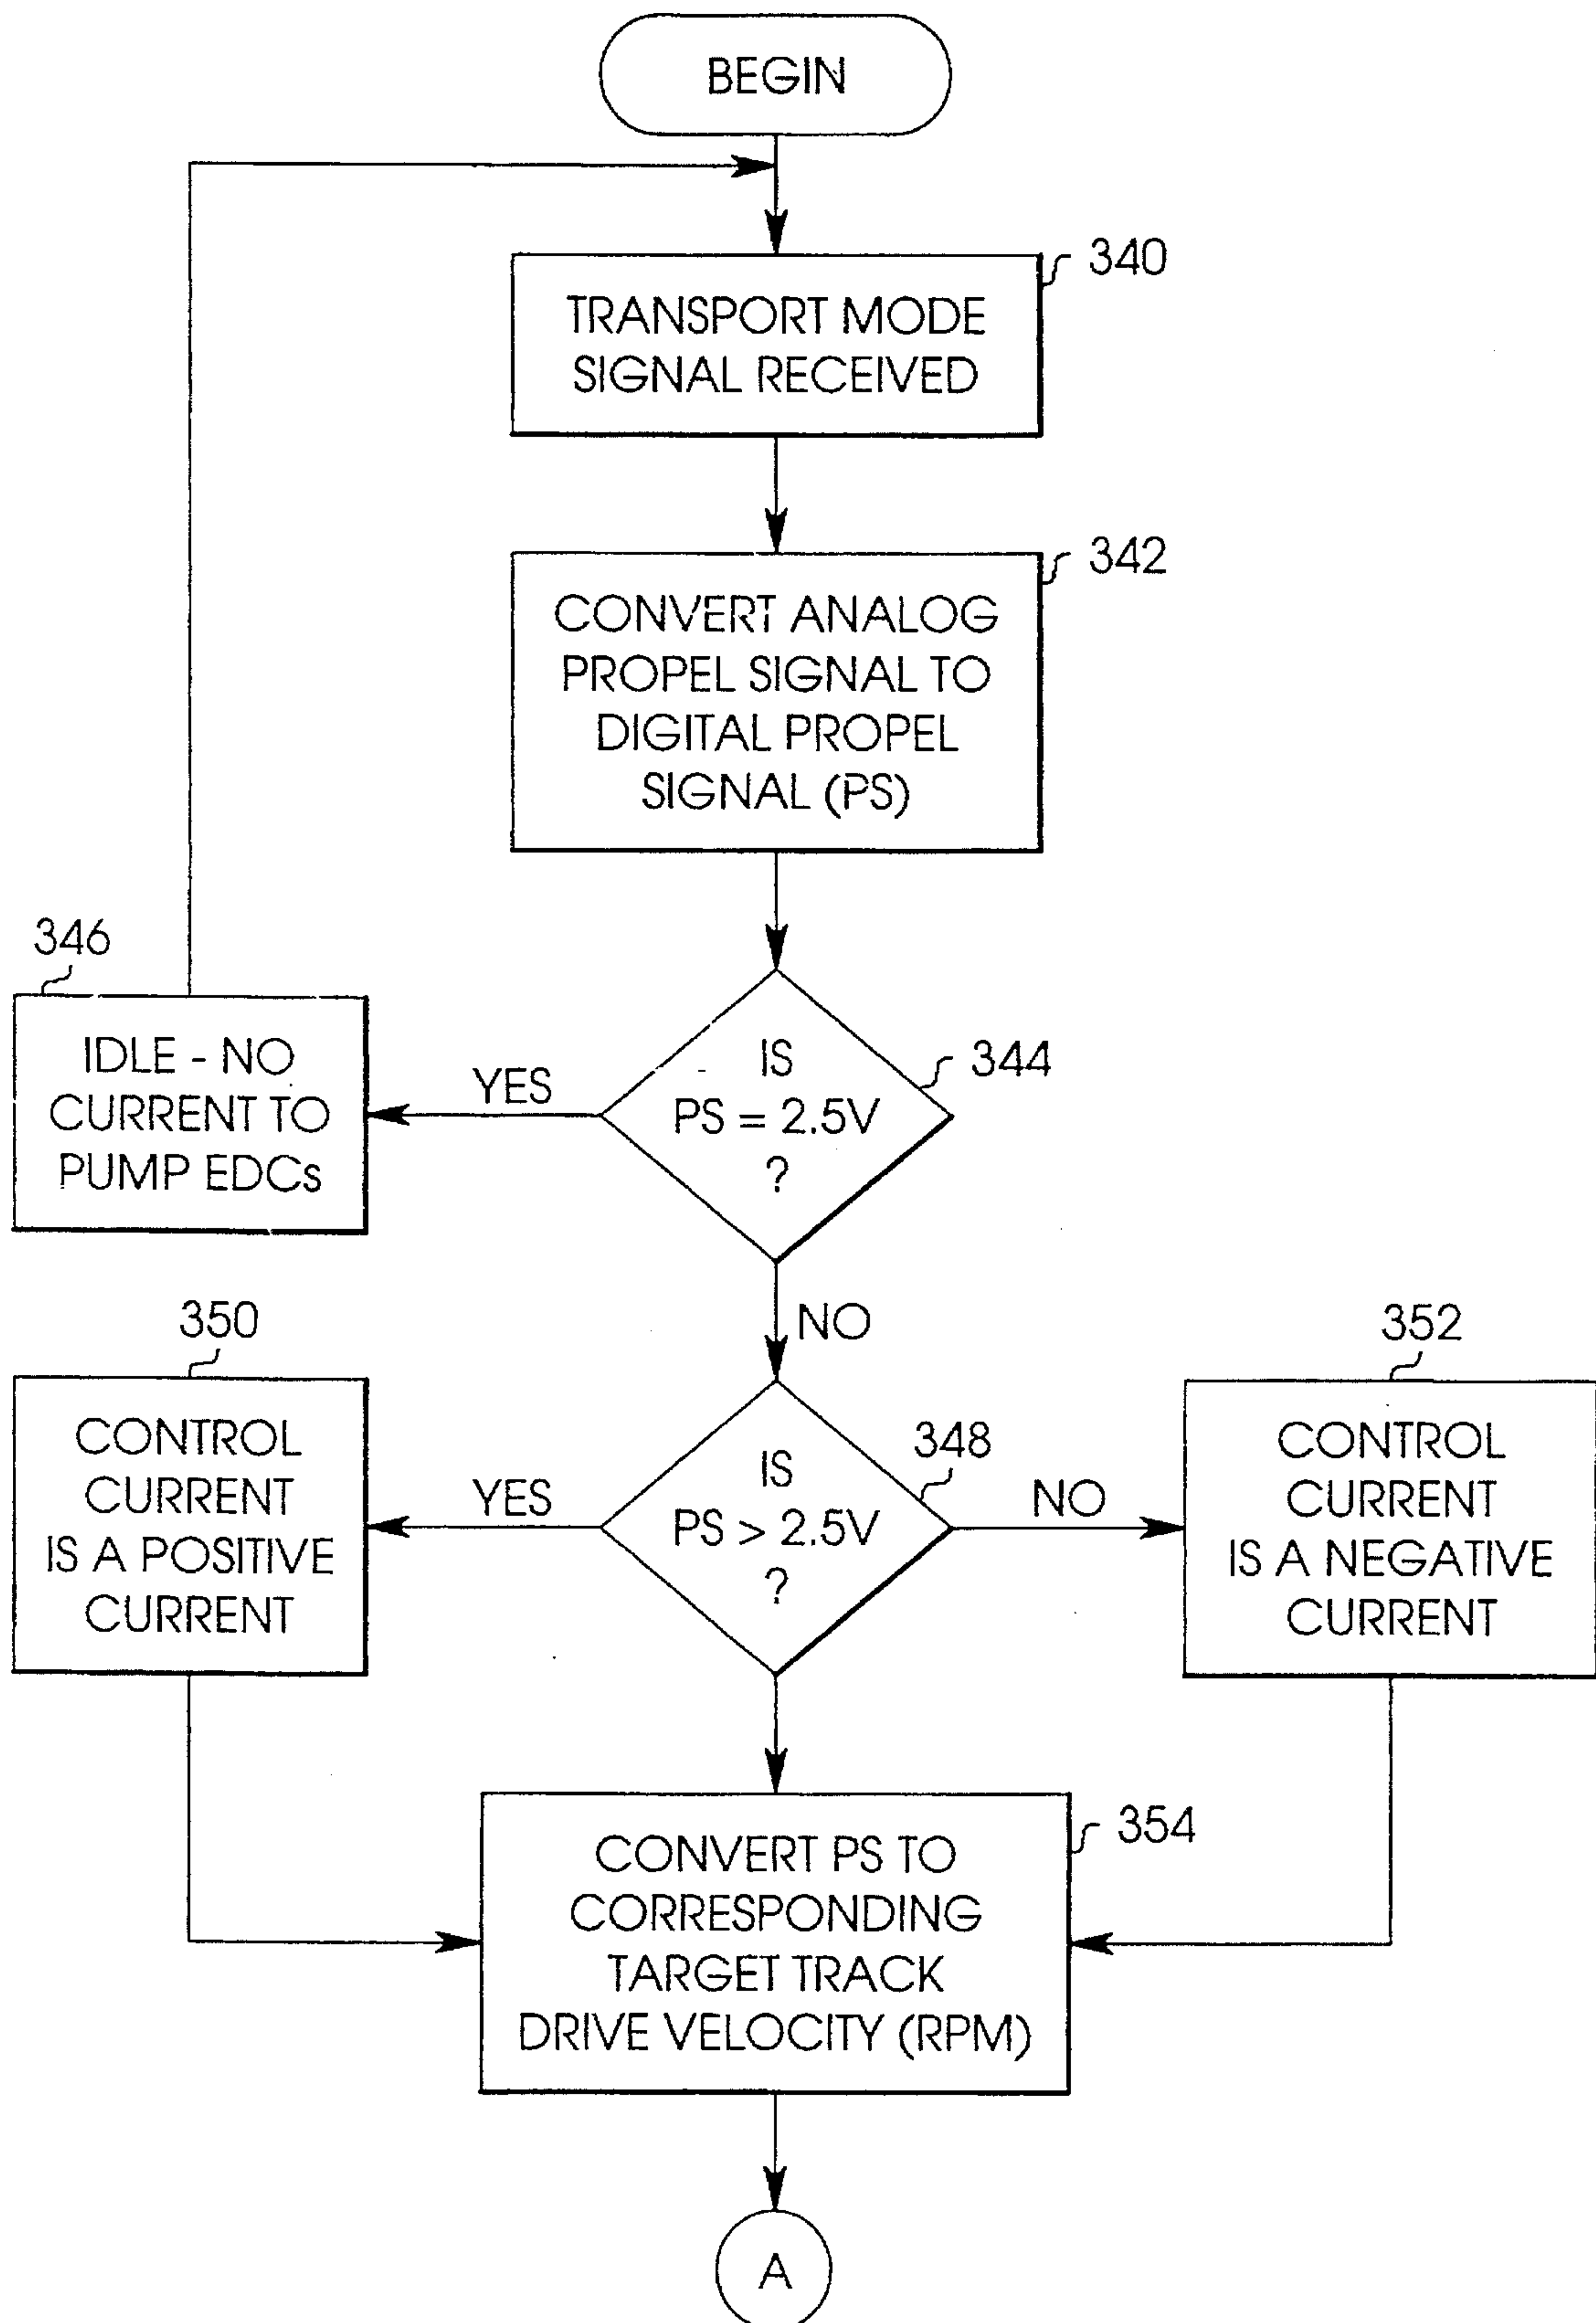 BEGIN
340
TRANSPORT MODE
SIGNAL RECEIVED
342
CONVERT ANALOG
PROPEL SIGNAL TO
DIGITAL PROPEL
SIGNAL (PS)
346
IDLE - NO
CURRENT TO
PUMP EDCs
YES
344
IS
PS = 2.5V
?
NO
350
CONTROL
CURRENT
IS A POSITIVE
CURRENT
YES
348
IS
PS > 2.5V
?
NO
352
CONTROL
CURRENT
IS A NEGATIVE
CURRENT
354
CONVERT PS TO
CORRESPONDING
TARGET TRACK
DRIVE VELOCITY (RPM)
A